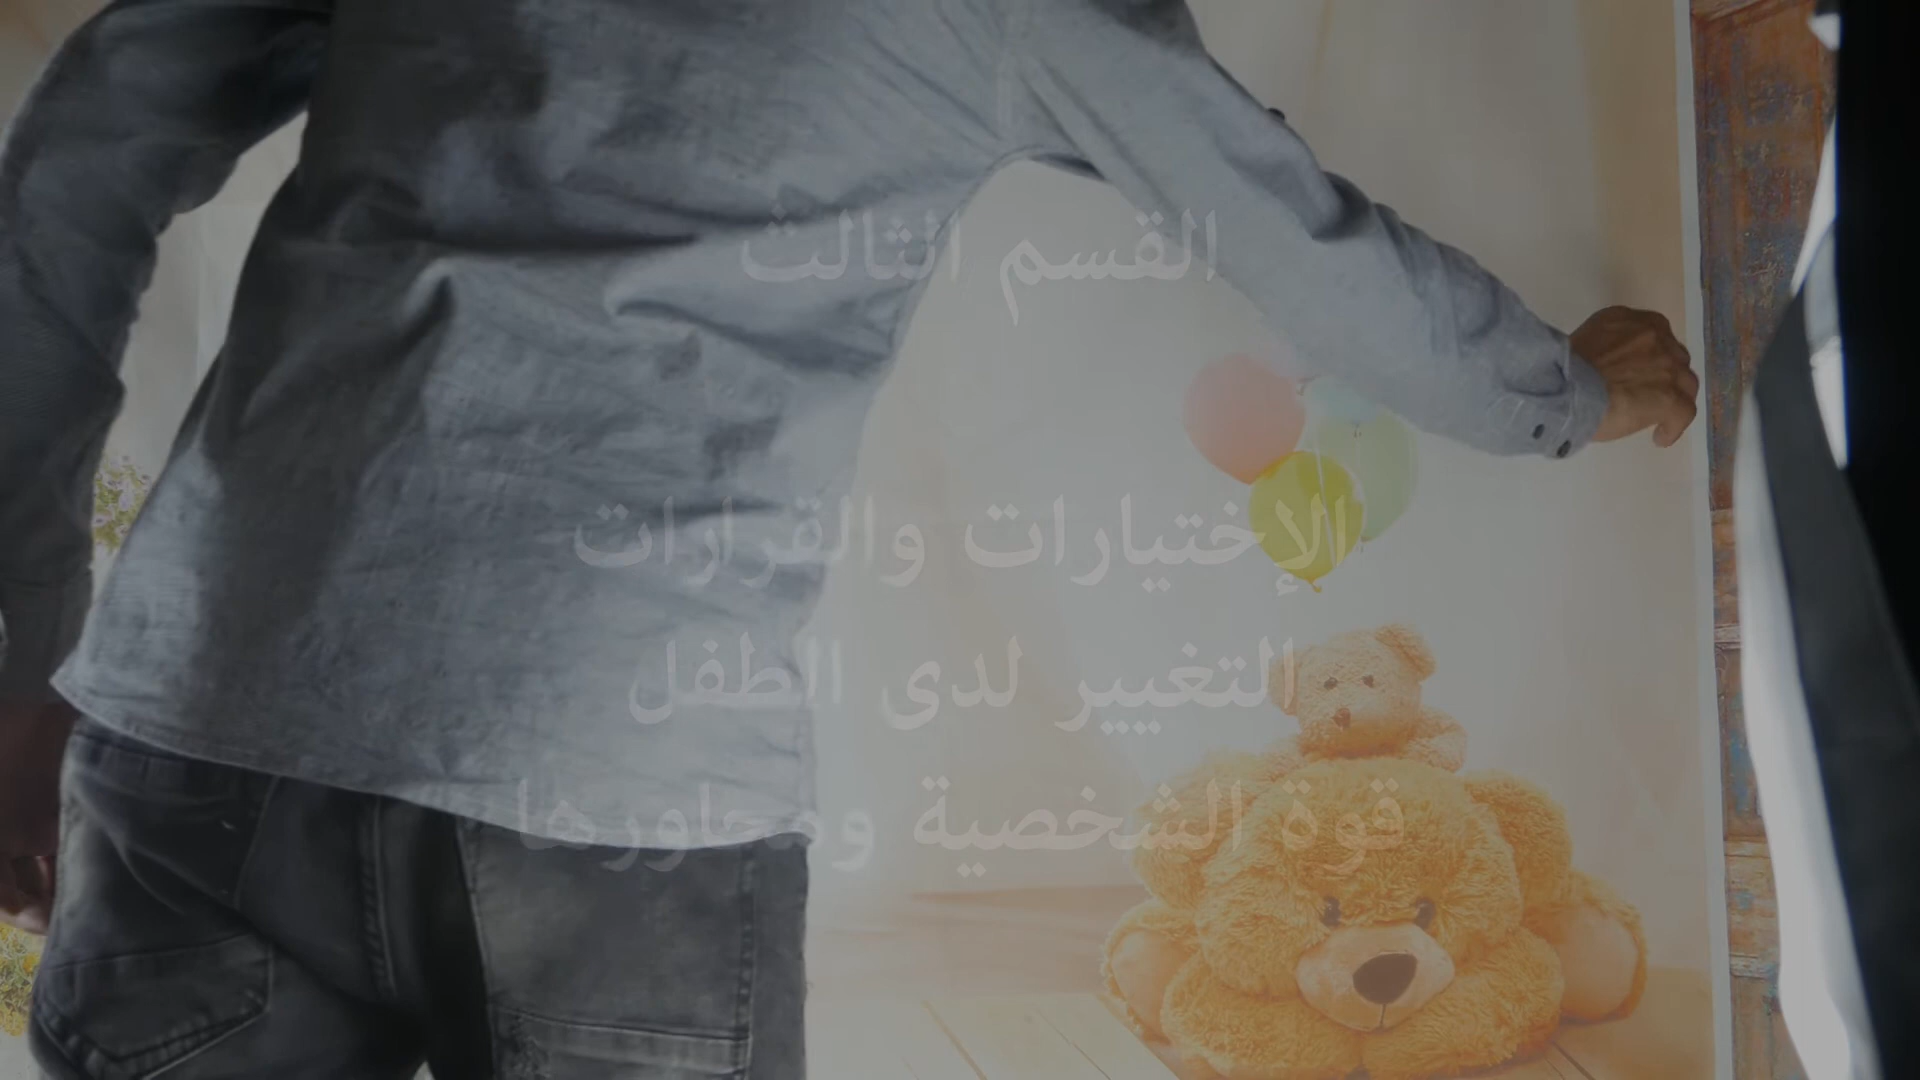 القسم الثالث
الإختيارات والقرارات
التغيير لدى الطفل
قوة الشخصية ومحاورها